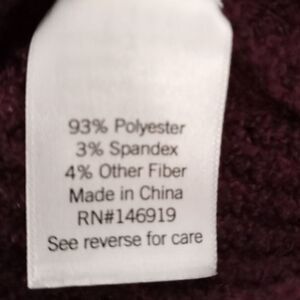 93% Polyester
3% Spandex
4% Other Fiber
Made in China
RN#146919
See reverse for care